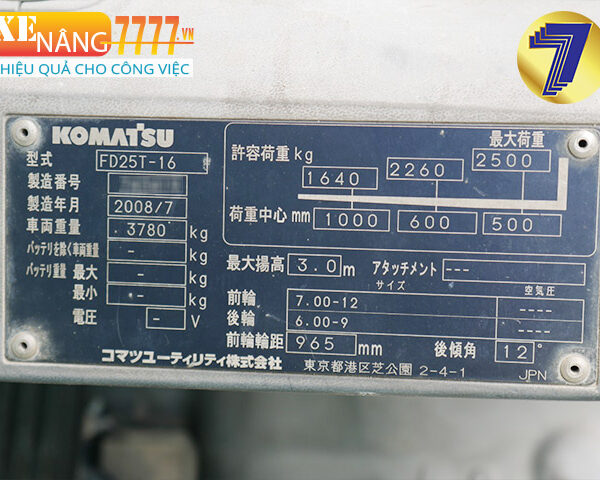 XE
NÂNG7777.VN
HIỆU QUẢ CHO CÔNG VIỆC
7
KOMATSU
型式 FD25T-16
製造番号
製造年月 2008/7
車両重量 3780 kg
バッテリを除く車両重量 - kg
バッテリ重量 最大 - kg
最小 - kg
電圧 - V
最大荷重
許容荷重 kg 1640 2260 2500
荷重中心 mm 1000 600 500
最大揚高 3.0 m アタッチメント ---
サイズ 空気圧
前輪 7.00-12 ----
後輪 6.00-9 ----
前輪輪距 965 mm 後傾角 12°
コマツユーティリティ株式会社 東京都港区芝公園 2-4-1 JPN